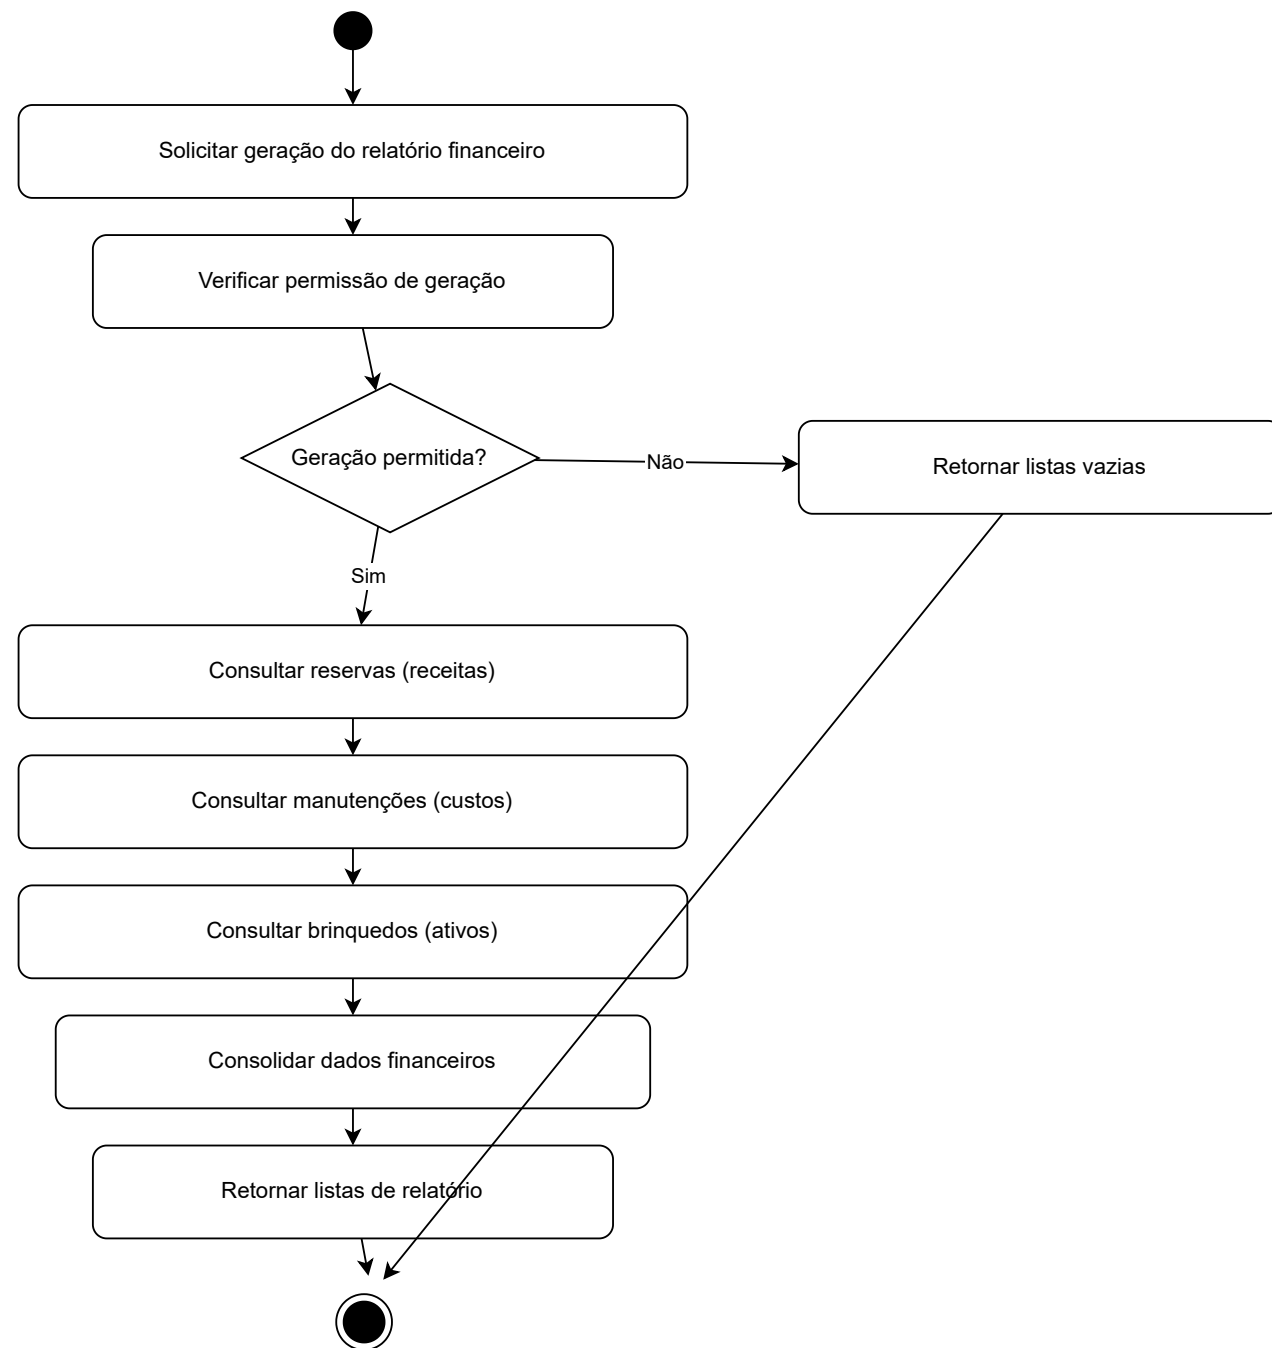 Solicitar geração do relatório financeiro
Verificar permissão de geração
Geração permitida?
Não
Retornar listas vazias
Sim
Consultar reservas (receitas)
Consultar manutenções (custos)
Consultar brinquedos (ativos)
Consolidar dados financeiros
Retornar listas de relatório